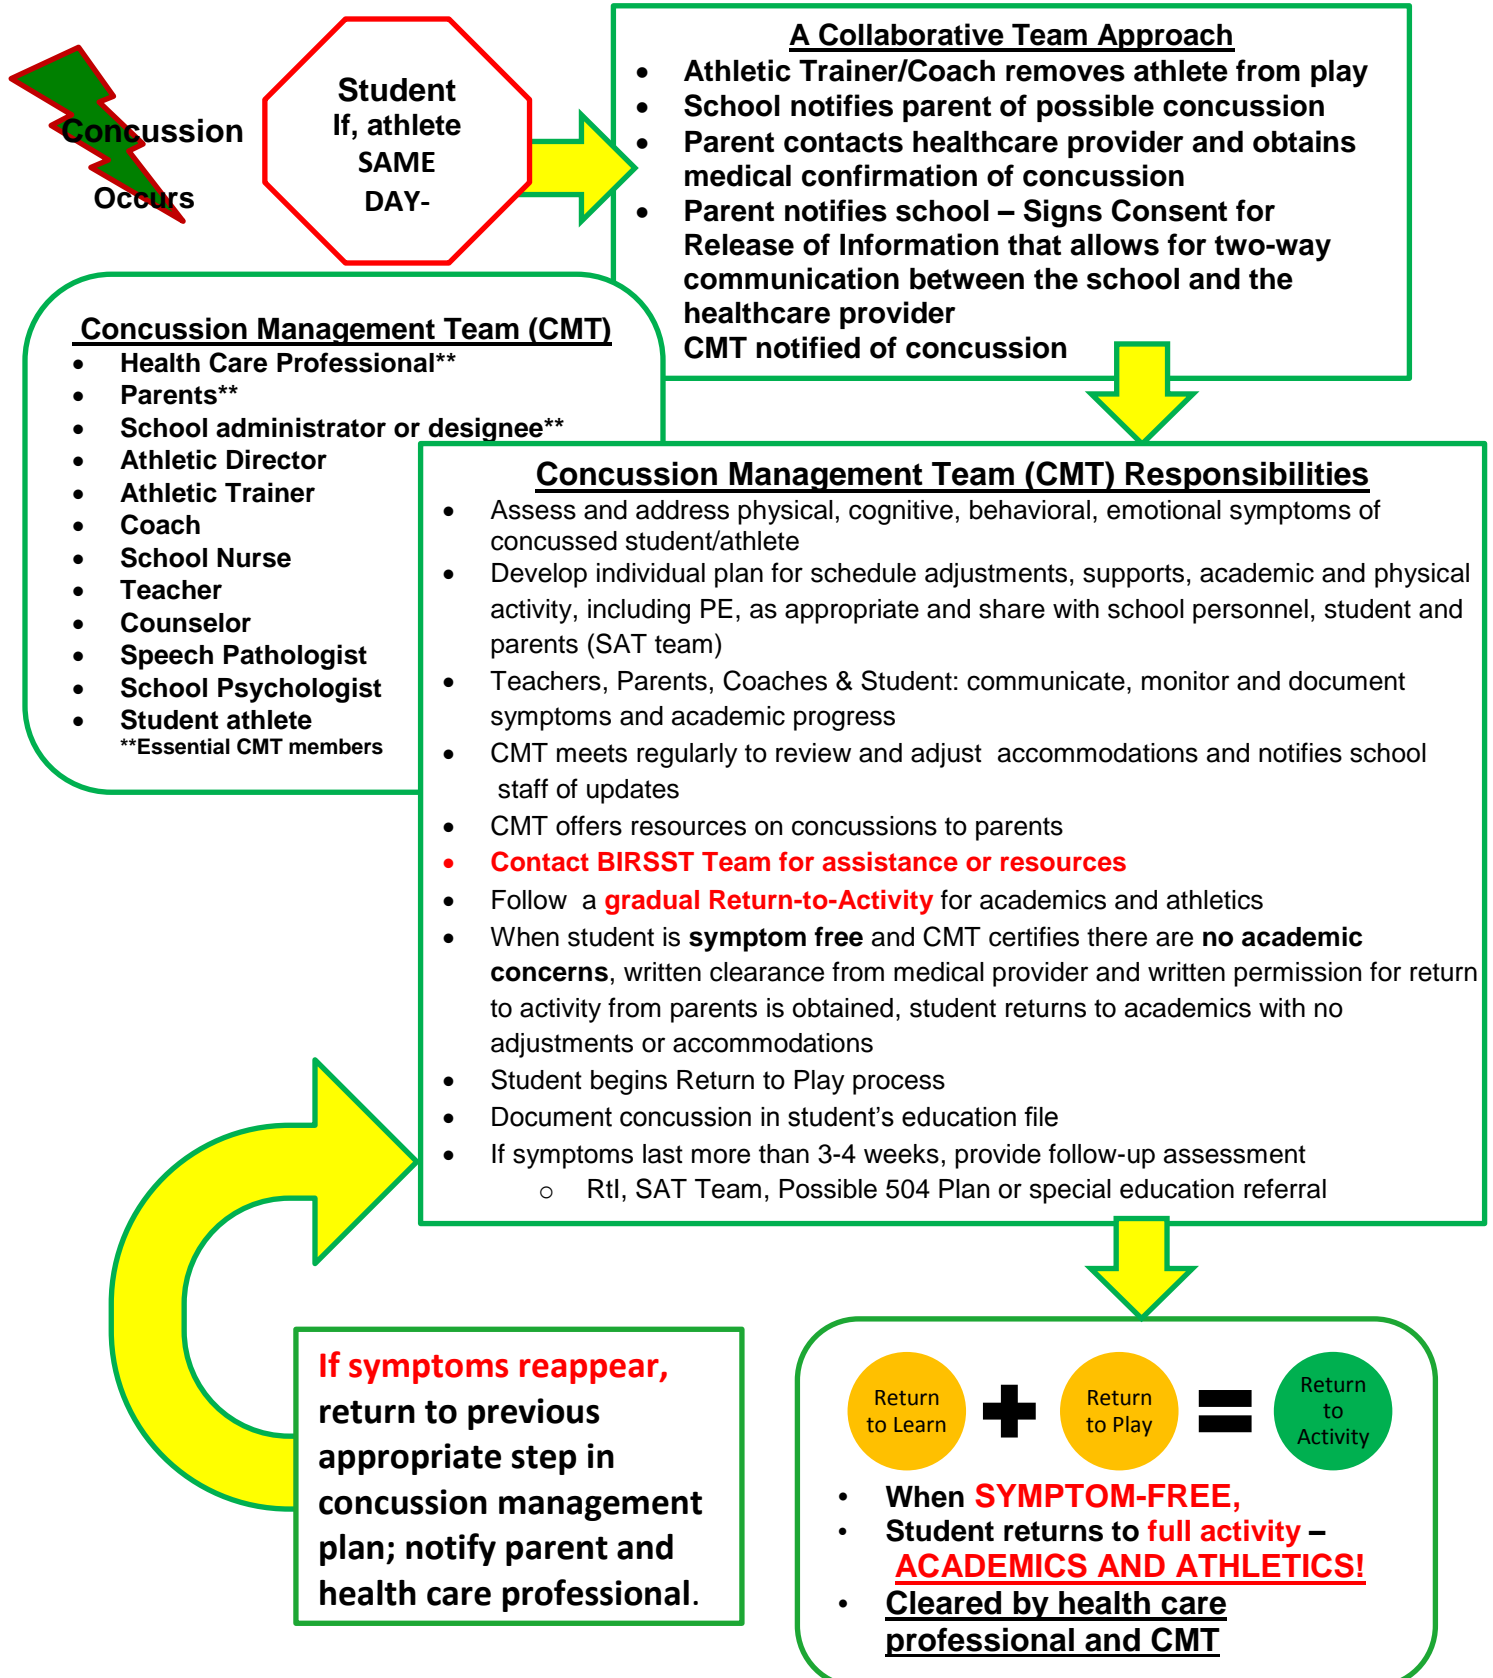 Concussion
Occurs
Student
If, athlete
SAME
DAY-
A Collaborative Team Approach
• Athletic Trainer/Coach removes athlete from play
• School notifies parent of possible concussion
• Parent contacts healthcare provider and obtains
medical confirmation of concussion
• Parent notifies school – Signs Consent for
Release of Information that allows for two-way
communication between the school and the
healthcare provider
CMT notified of concussion
Concussion Management Team (CMT)
• Health Care Professional**
• Parents**
• School administrator or designee**
• Athletic Director
• Athletic Trainer
• Coach
• School Nurse
• Teacher
• Counselor
• Speech Pathologist
• School Psychologist
• Student athlete
**Essential CMT members
Concussion Management Team (CMT) Responsibilities
• Assess and address physical, cognitive, behavioral, emotional symptoms of
concussed student/athlete
• Develop individual plan for schedule adjustments, supports, academic and physical
activity, including PE, as appropriate and share with school personnel, student and
parents (SAT team)
• Teachers, Parents, Coaches & Student: communicate, monitor and document
symptoms and academic progress
• CMT meets regularly to review and adjust accommodations and notifies school
staff of updates
• CMT offers resources on concussions to parents
• Contact BIRSST Team for assistance or resources
• Follow a gradual Return-to-Activity for academics and athletics
• When student is symptom free and CMT certifies there are no academic
concerns, written clearance from medical provider and written permission for return
to activity from parents is obtained, student returns to academics with no
adjustments or accommodations
• Student begins Return to Play process
• Document concussion in student's education file
• If symptoms last more than 3-4 weeks, provide follow-up assessment
o RtI, SAT Team, Possible 504 Plan or special education referral
If symptoms reappear,
return to previous
appropriate step in
concussion management
plan; notify parent and
health care professional.
Return
to Learn
+
Return
to Play
=
Return
to
Activity
• When SYMPTOM-FREE,
• Student returns to full activity –
ACADEMICS AND ATHLETICS!
• Cleared by health care
professional and CMT